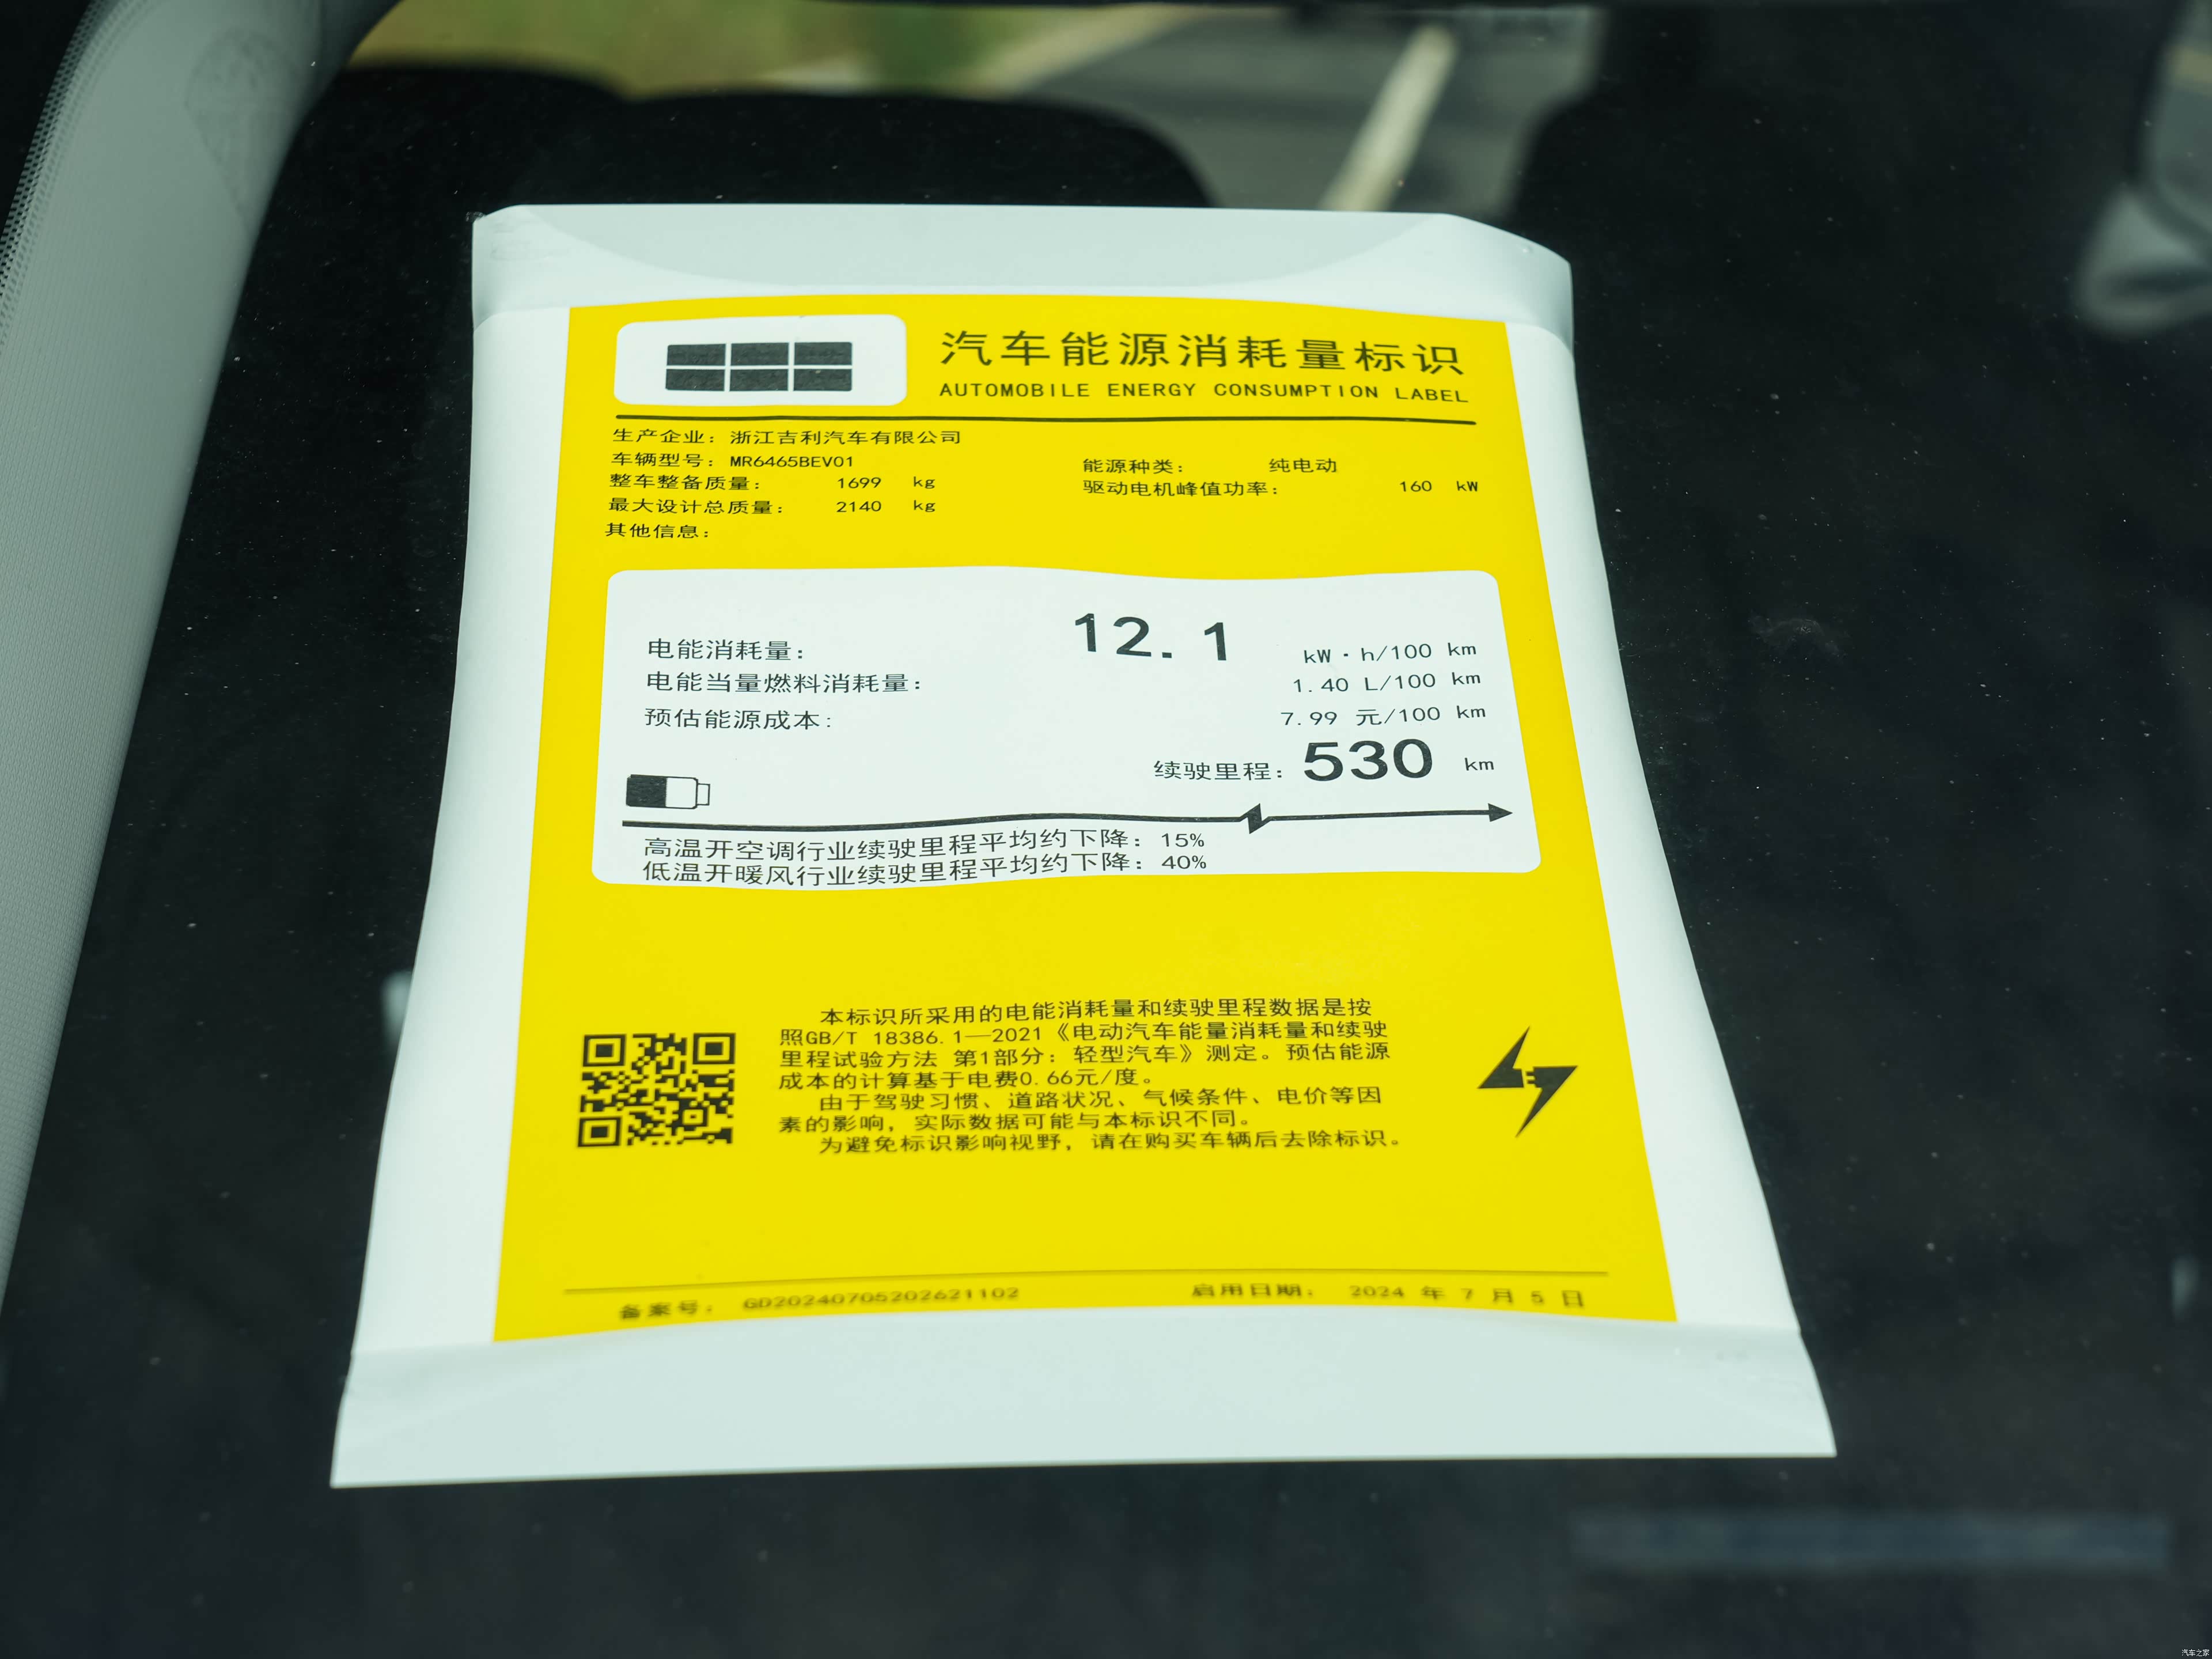 汽车能源消耗量标识
AUTOMOBILE ENERGY CONSUMPTION LABEL
生产企业：浙江吉利汽车有限公司
车辆型号：MR6465BEV01
能源种类： 纯电动
整车整备质量： 1699 kg
驱动电机峰值功率： 160 kW
最大设计总质量： 2140 kg
其他信息：
电能消耗量： 12.1 kW·h/100 km
电能当量燃料消耗量： 1.40 L/100 km
预估能源成本： 7.99 元/100 km
续驶里程：530 km
高温开空调行业续驶里程平均约下降：15%
低温开暖风行业续驶里程平均约下降：40%
本标识所采用的电能消耗量和续驶里程数据是按
照GB/T 18386.1—2021《电动汽车能量消耗量和续驶
里程试验方法 第1部分：轻型汽车》测定。预估能源
成本的计算基于电费0.66元/度。
由于驾驶习惯、道路状况、气候条件、电价等因
素的影响，实际数据可能与本标识不同。
为避免标识影响视野，请在购买车辆后去除标识。
备案号： GD20240705202621102
启用日期： 2024 年 7 月 5 日
汽车之家